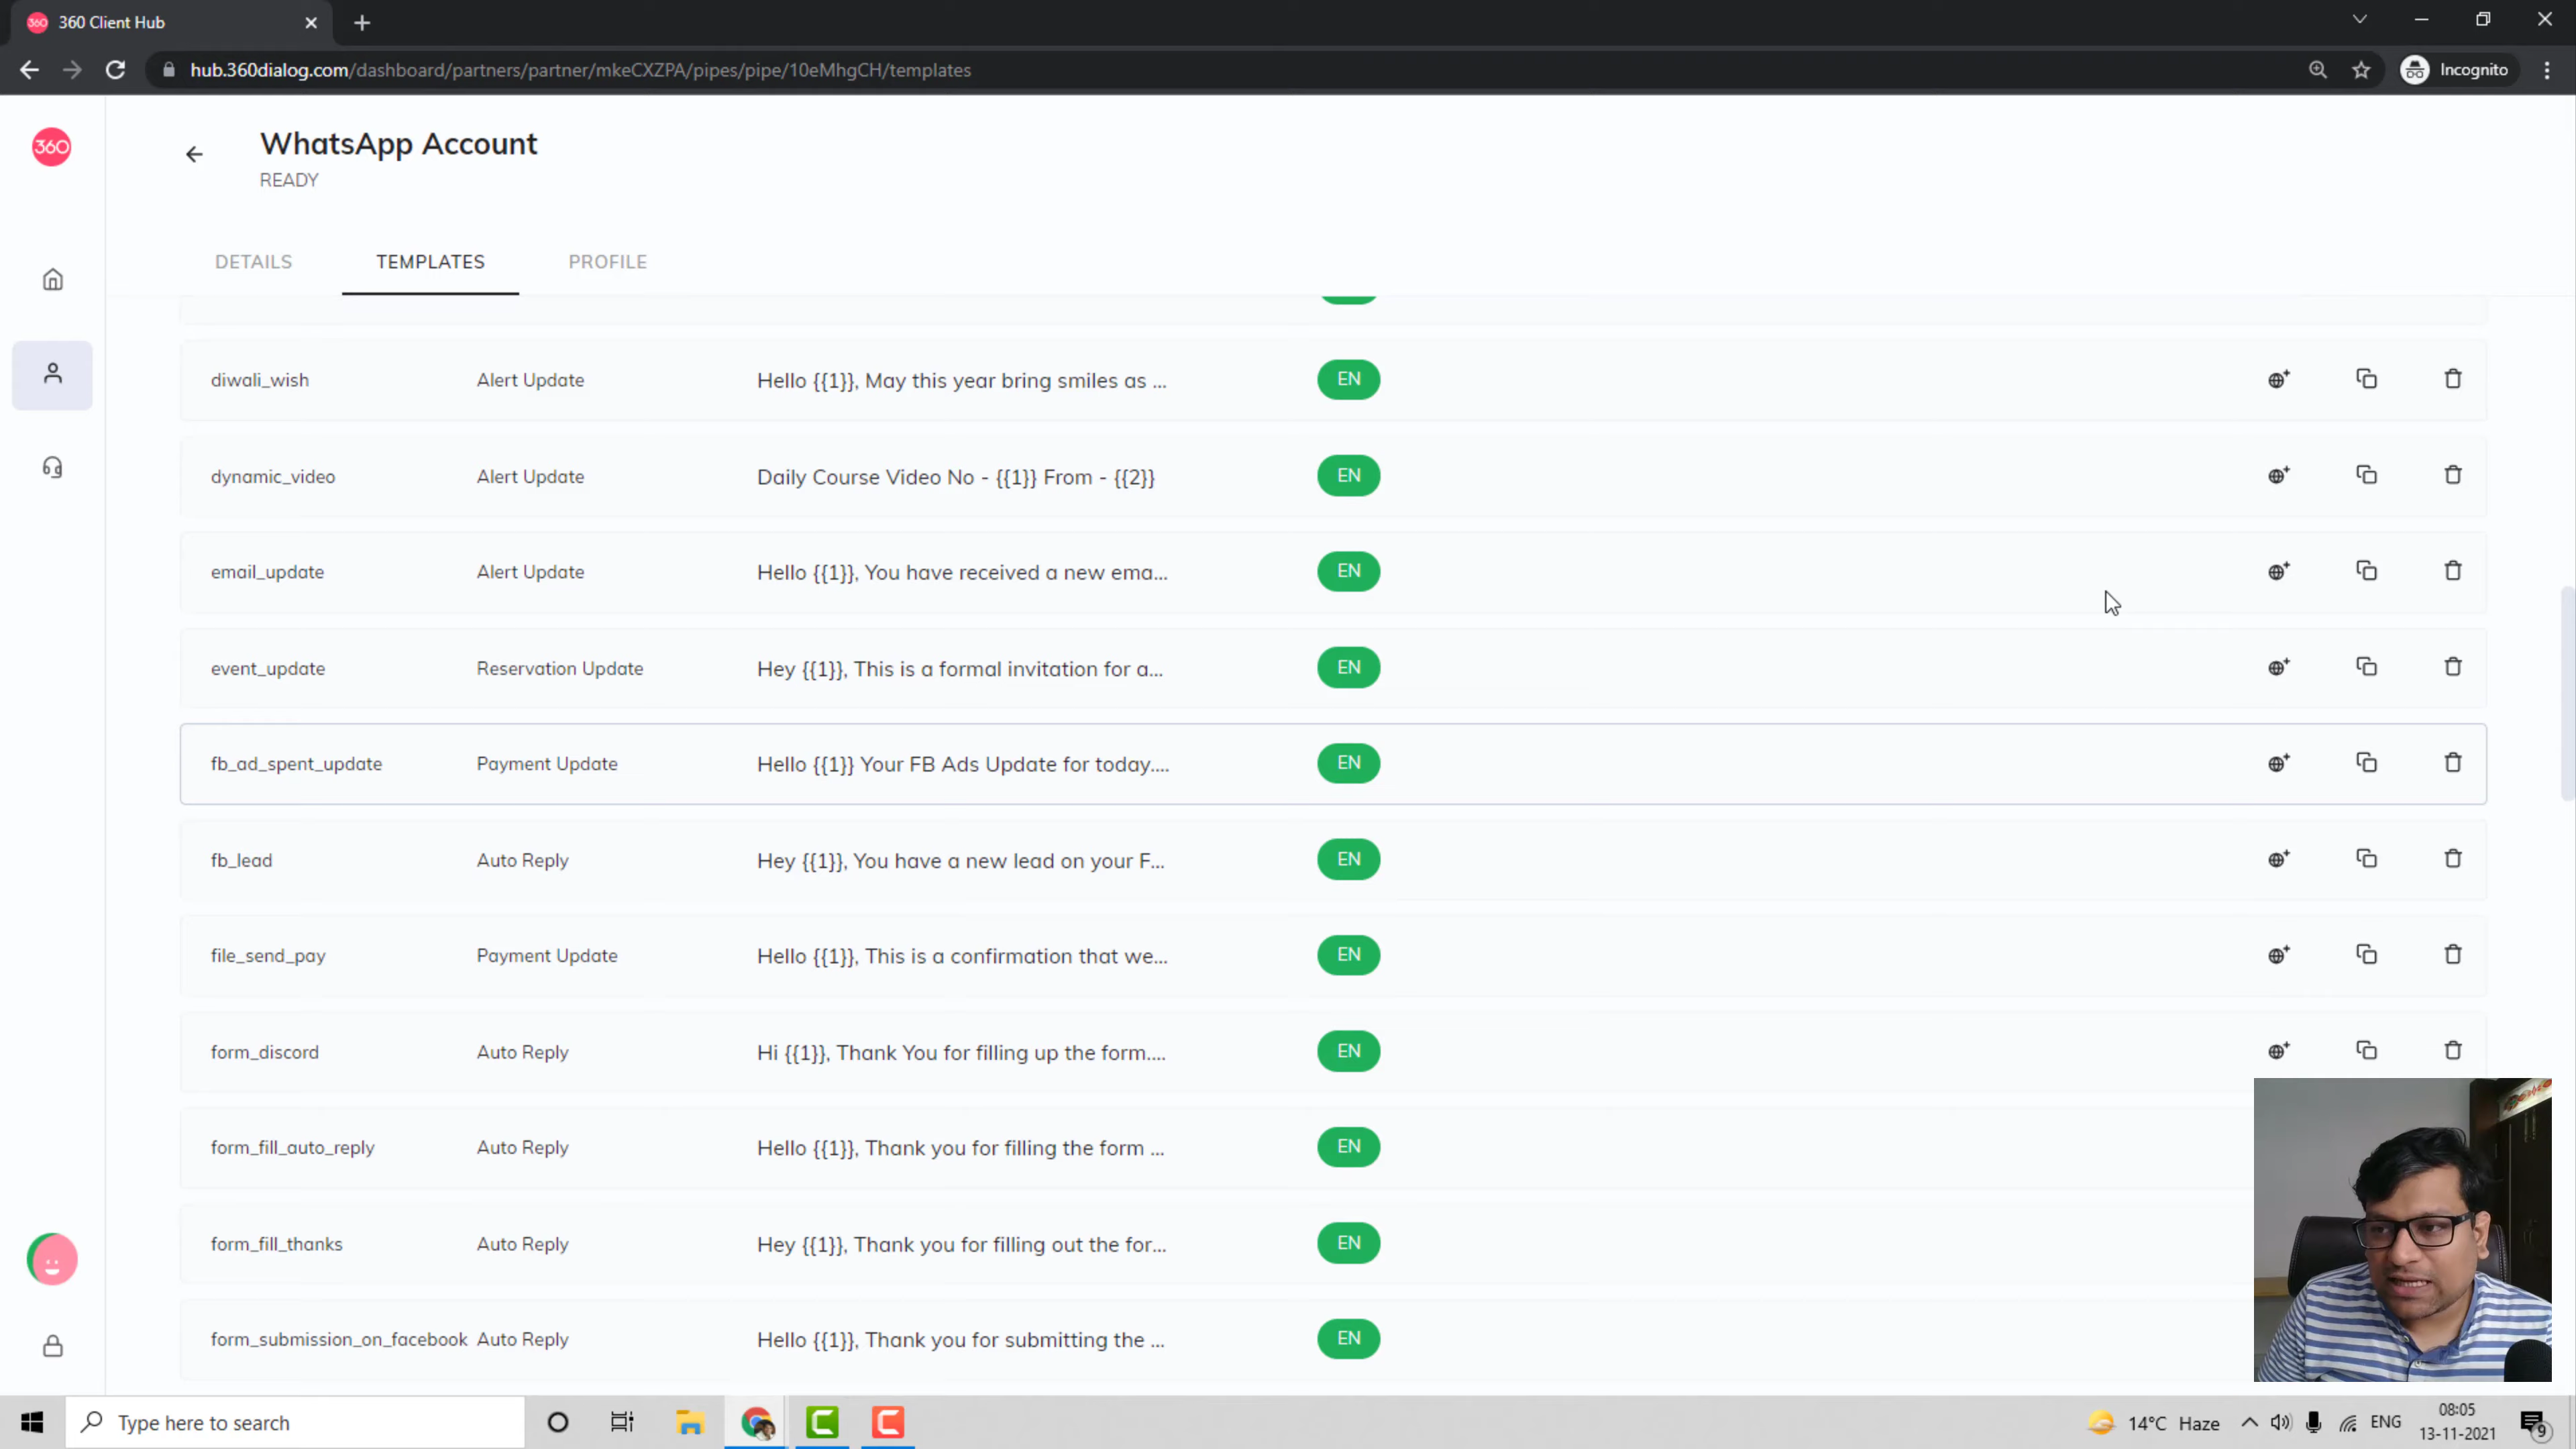 360 Client Hub
hub.360dialog.com/dashboard/partners/partner/mkeCXZPA/pipes/pipe/10eMhgCH/templates
Incognito
360
WhatsApp Account
READY
DETAILS TEMPLATES PROFILE
diwali_wish Alert Update Hello {{1}}, May this year bring smiles as ... EN
dynamic_video Alert Update Daily Course Video No - {{1}} From - {{2}} EN
email_update Alert Update Hello {{1}}, You have received a new ema... EN
event_update Reservation Update Hey {{1}}, This is a formal invitation for a... EN
fb_ad_spent_update Payment Update Hello {{1}} Your FB Ads Update for today.... EN
fb_lead Auto Reply Hey {{1}}, You have a new lead on your F... EN
file_send_pay Payment Update Hello {{1}}, This is a confirmation that we... EN
form_discord Auto Reply Hi {{1}}, Thank You for filling up the form.... EN
form_fill_auto_reply Auto Reply Hello {{1}}, Thank you for filling the form ... EN
form_fill_thanks Auto Reply Hey {{1}}, Thank you for filling out the for... EN
form_submission_on_facebook Auto Reply Hello {{1}}, Thank you for submitting the ... EN
Type here to search
14°C Haze
ENG
08:05
13-11-2021
9